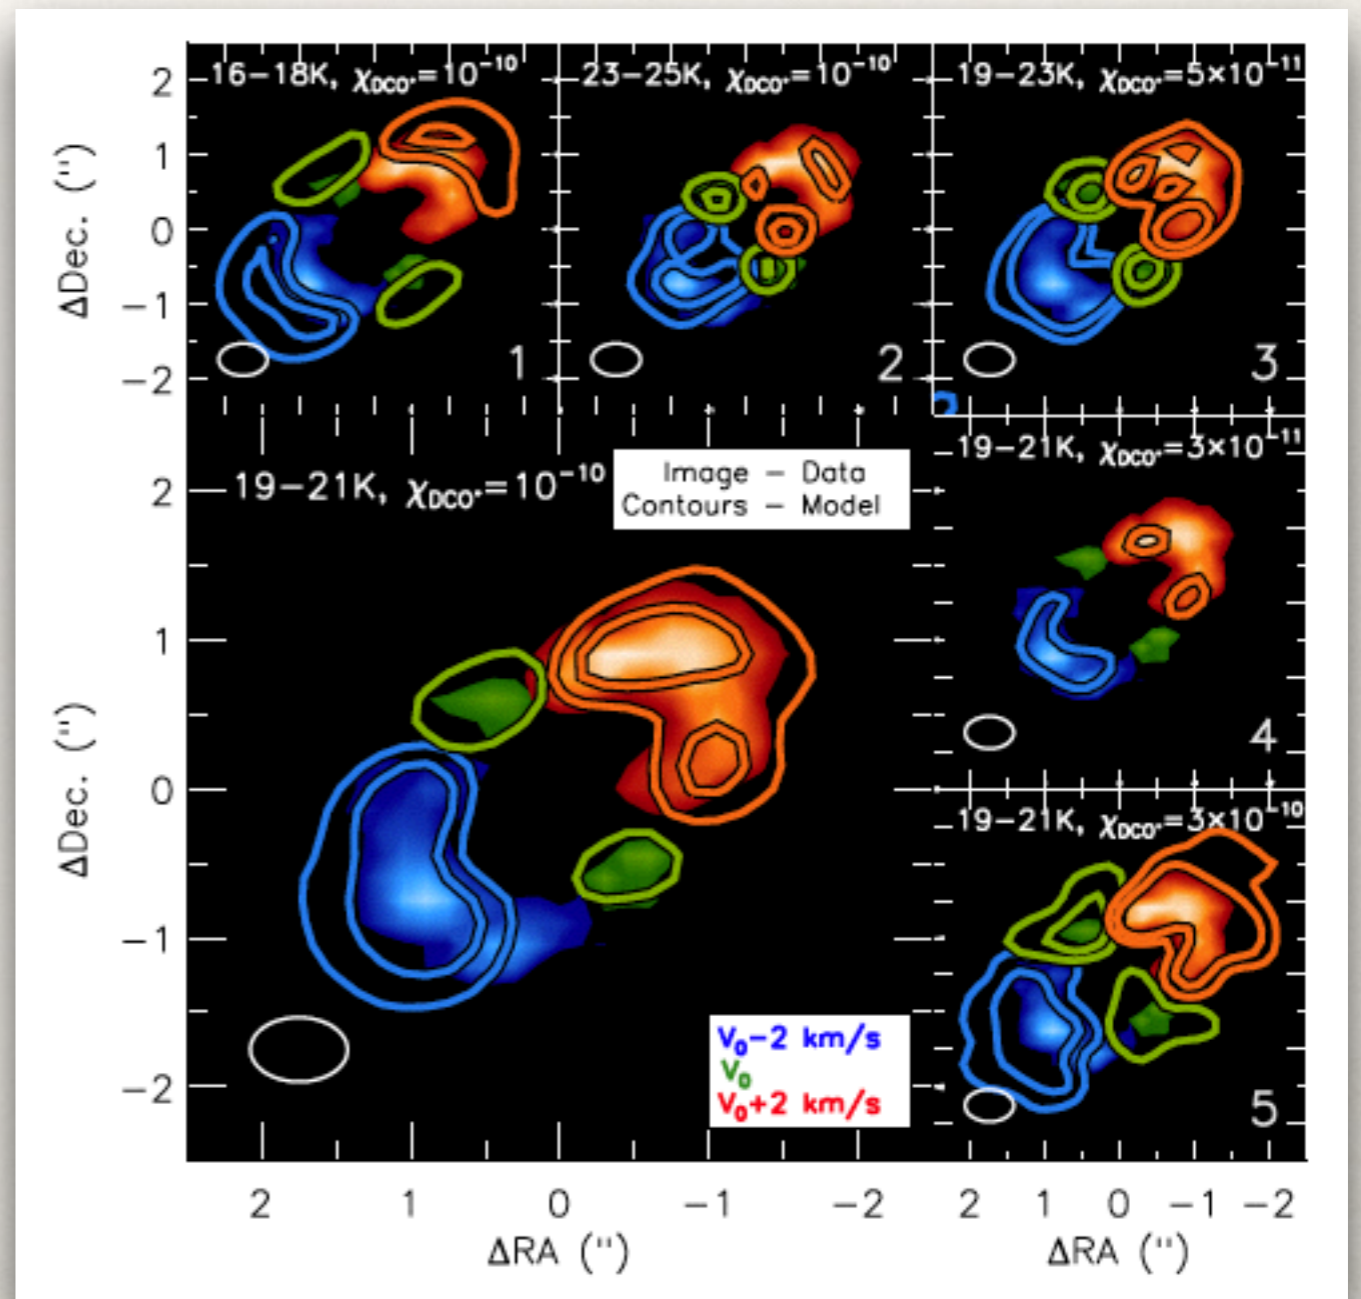 16−18K, χDCO⁺=10⁻¹⁰
23−25K, χDCO⁺=10⁻¹⁰
19−23K, χDCO⁺=5×10⁻¹¹
ΔDec. ('')
2
1
0
−1
−2
1
2
3
19−21K, χDCO⁺=10⁻¹⁰
Image − Data
Contours − Model
19−21K, χDCO⁺=3×10⁻¹¹
4
ΔDec. ('')
2
1
0
−1
−2
19−21K, χDCO⁺=3×10⁻¹⁰
5
V₀−2 km/s
V₀
V₀+2 km/s
2 1 0 −1 −2
2 1 0 −1 −2
ΔRA ('')
ΔRA ('')